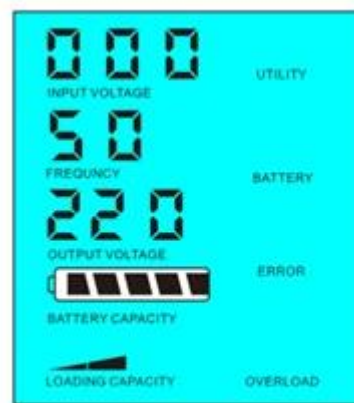 000
UTILITY
INPUT VOLTAGE
50
FREQUNCY
BATTERY
220
OUTPUT VOLTAGE
ERROR
BATTERY CAPACITY
LOADING CAPACITY
OVERLOAD